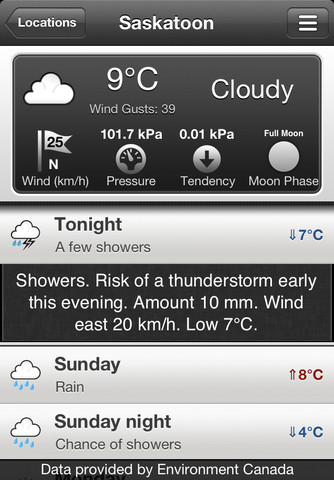 Locations
Saskatoon
9°C
Cloudy
Wind Gusts: 39
25
N
Wind (km/h)
101.7 kPa
Pressure
0.01 kPa
Tendency
Full Moon
Moon Phase
Tonight
A few showers
⇓7°C
Showers. Risk of a thunderstorm early
this evening. Amount 10 mm. Wind
east 20 km/h. Low 7°C.
Sunday
Rain
⇑8°C
Sunday night
Chance of showers
⇓4°C
Monday
Data provided by Environment Canada